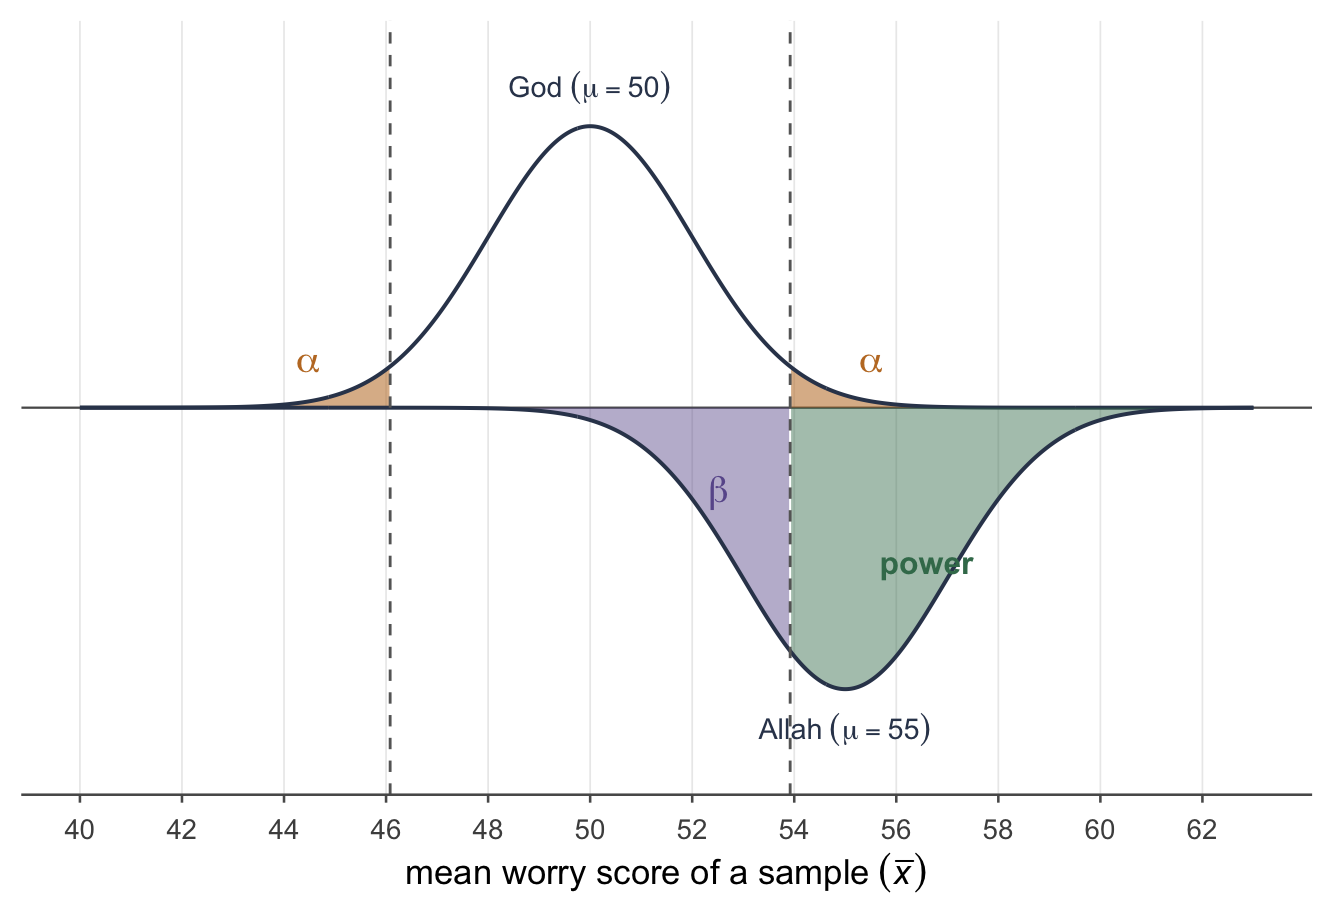 God (μ = 50)
α α
β
power
Allah (μ = 55)
40 42 44 46 48 50 52 54 56 58 60 62
mean worry score of a sample (x̅)